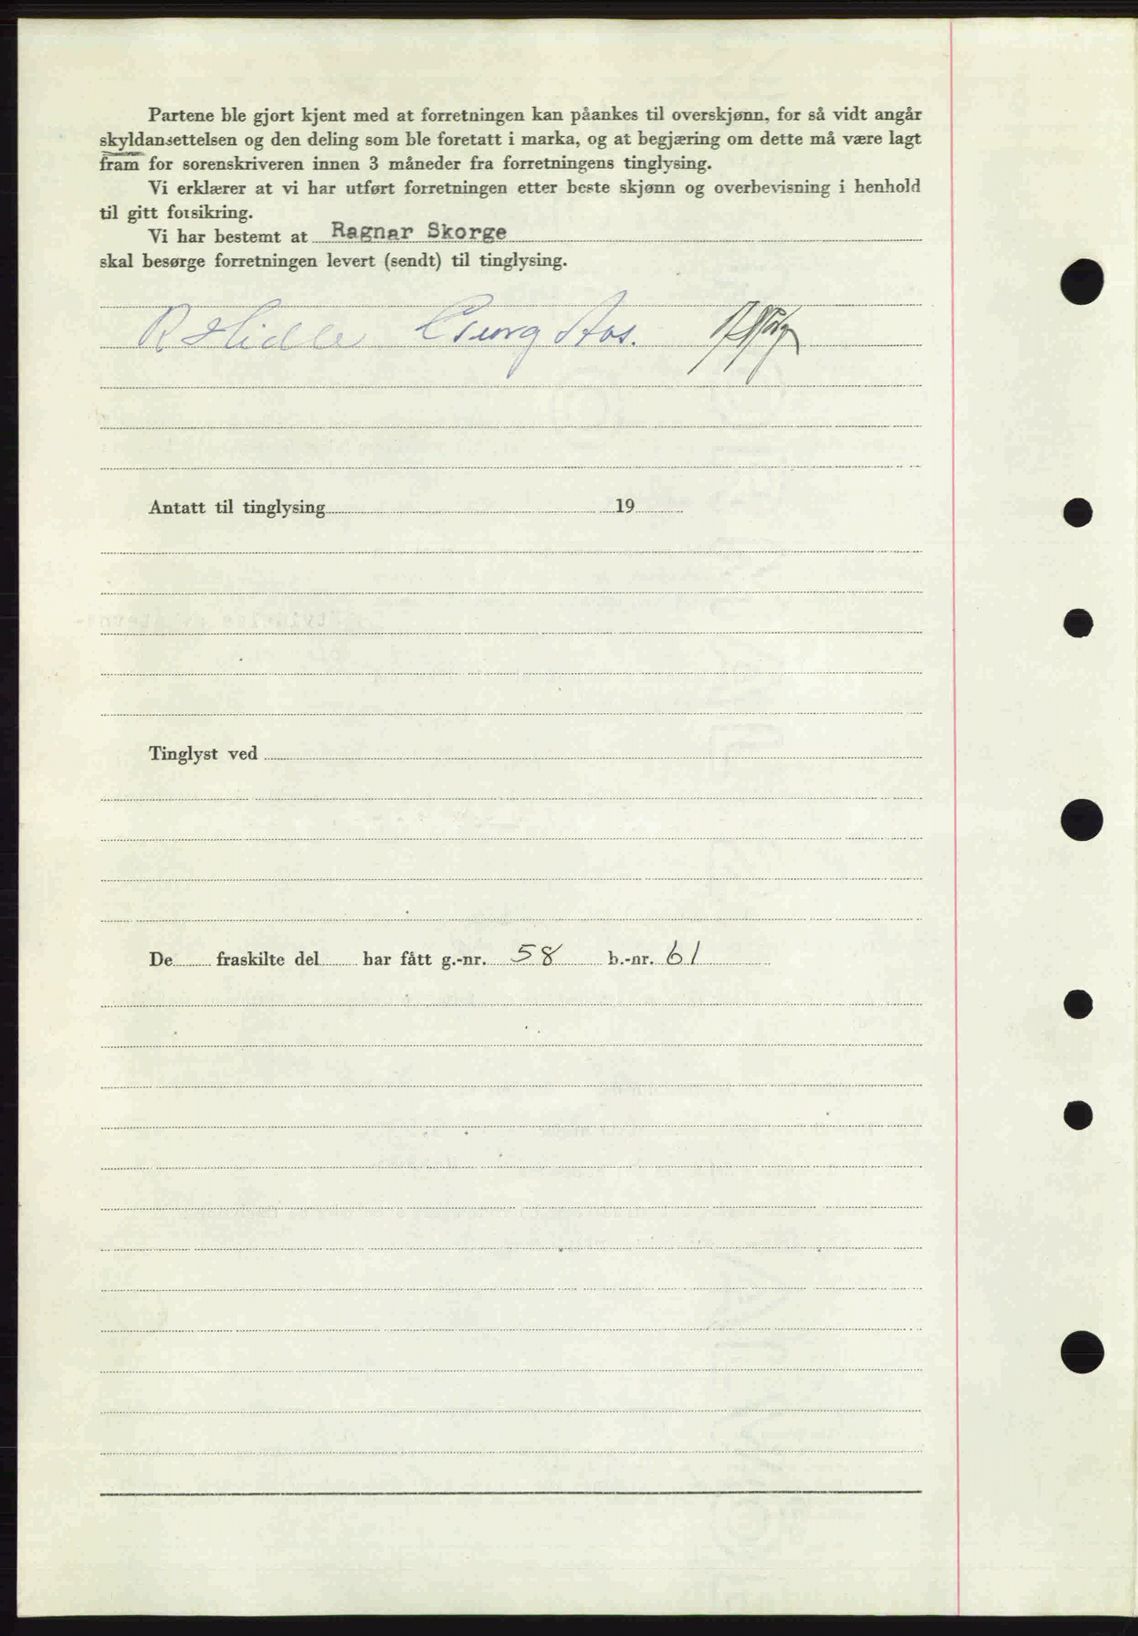 Partene ble gjort kjent med at forretningen kan påankes til overskjønn, for så vidt angår
skyldansettelsen og den deling som ble foretatt i marka, og at begjæring om dette må være lagt
fram for sorenskriveren innen 3 måneder fra forretningens tinglysing.
Vi erklærer at vi har utført forretningen etter beste skjønn og overbevisning i henhold
til gitt forsikring.
Vi har bestemt at Ragnar Skorge
skal besørge forretningen levert (sendt) til tinglysing.
Georg Aas.
Antatt til tinglysing 19
Tinglyst ved
De fraskilte del har fått g.-nr. 58 b.-nr. 61